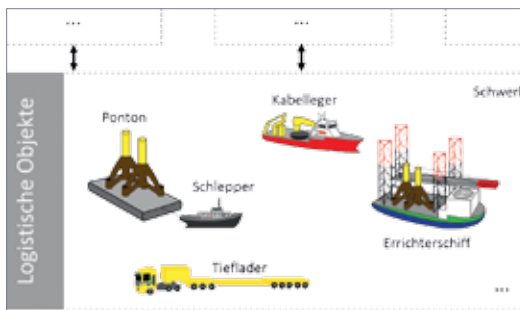 ...
...
Logistische Objekte
Kabelleger
Ponton
Schlepper
Errichterschiff
Tieflader
...